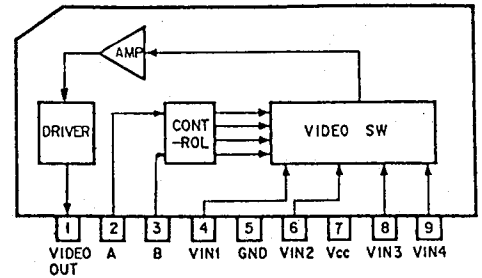 AMP
DRIVER
CONT
-ROL
VIDEO SW
1 2 3 4 5 6 7 8 9
VIDEO A B VIN1 GND VIN2 Vcc VIN3 VIN4
OUT